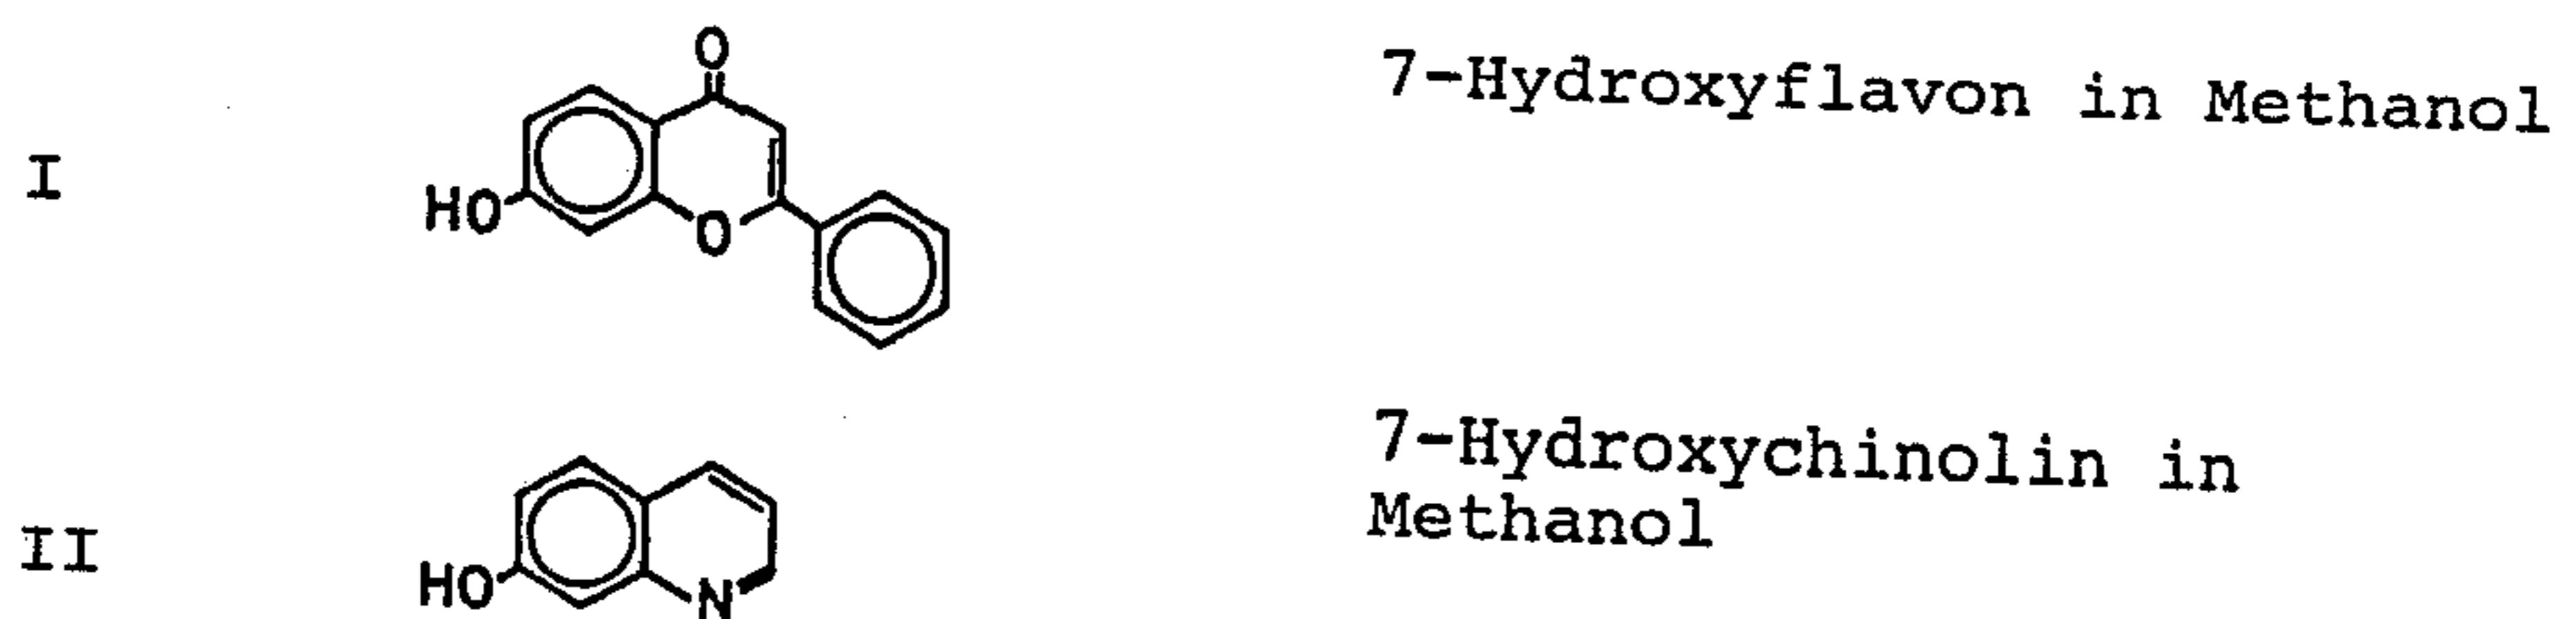 O
7-Hydroxyflavon in Methanol
I
HO
O
7-Hydroxychinolin in
Methanol
II
HO
N